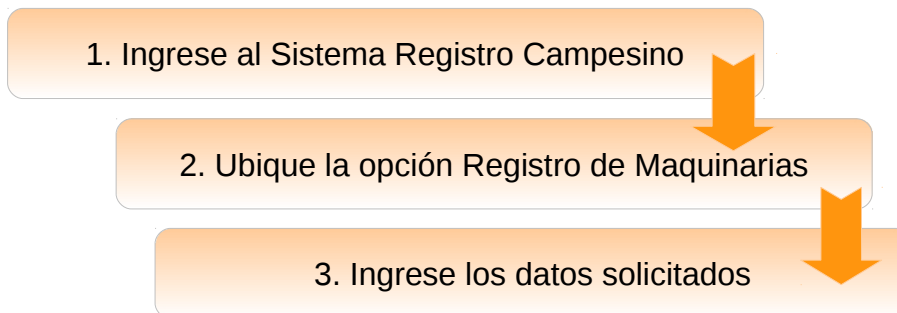 1. Ingrese al Sistema Registro Campesino
2. Ubique la opción Registro de Maquinarias
3. Ingrese los datos solicitados